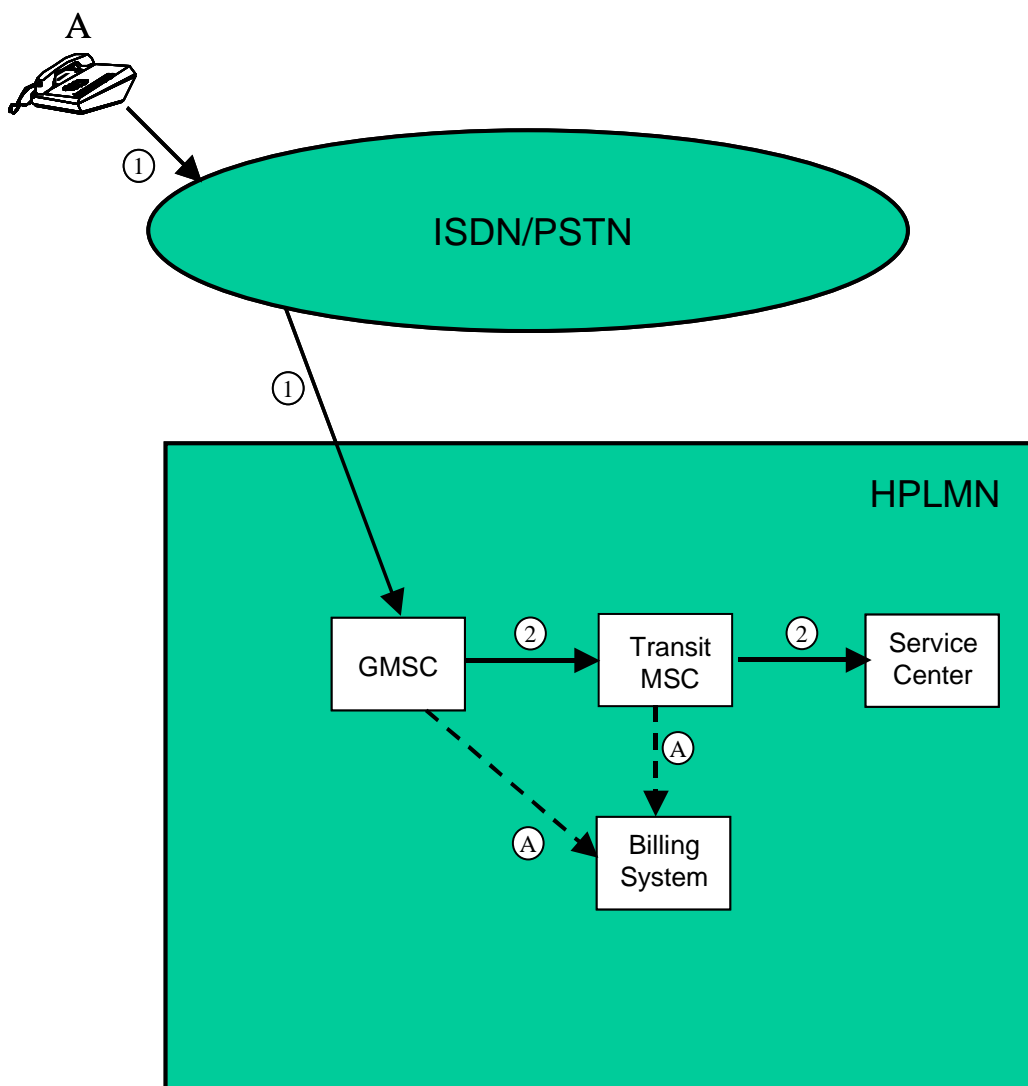 A
1
ISDN/PSTN
1
HPLMN
GMSC
2
Transit
MSC
2
Service
Center
A
A
Billing
System